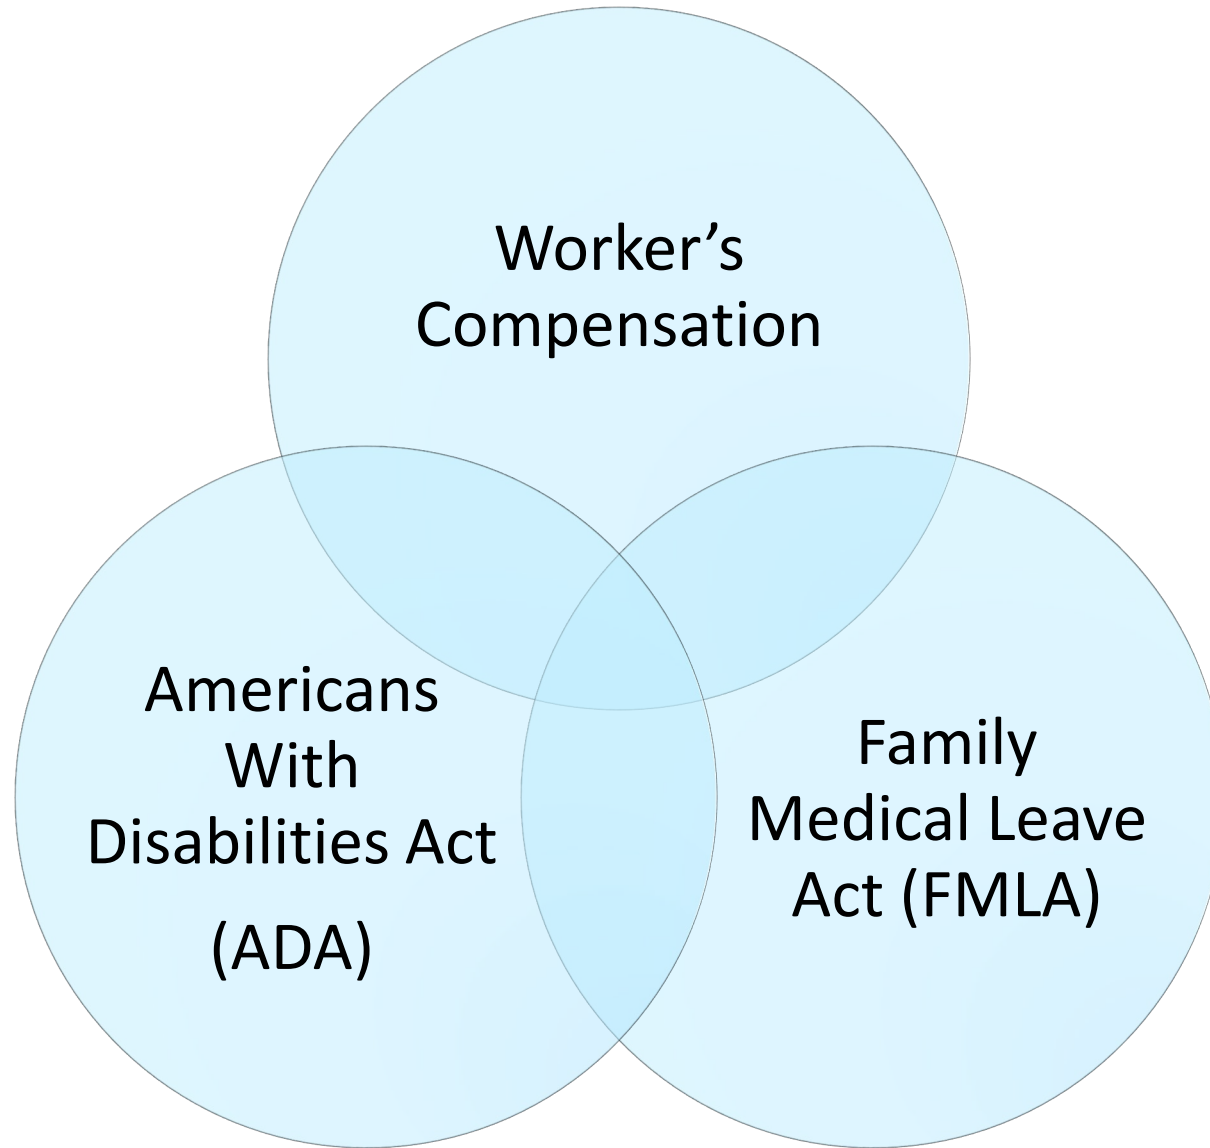 Worker’s
Compensation
Americans
With
Disabilities Act
(ADA)
Family
Medical Leave
Act (FMLA)